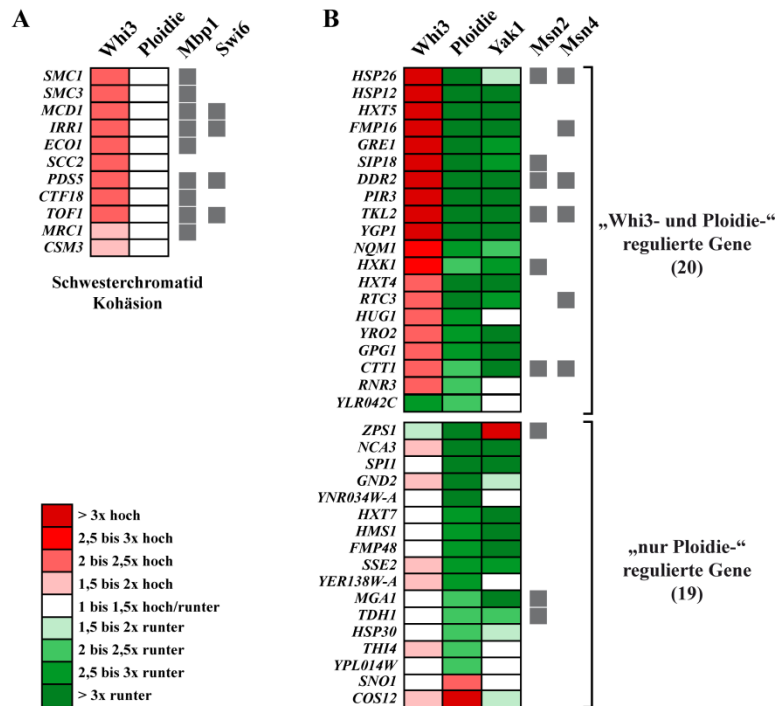 A
Whi3 Ploidie Mbp1 Swi6
SMC1
SMC3
MCD1
IRR1
ECO1
SCC2
PDS5
CTF18
TOF1
MRC1
CSM3
Schwesterchromatid
Kohäsion
> 3x hoch
2,5 bis 3x hoch
2 bis 2,5x hoch
1,5 bis 2x hoch
1 bis 1,5x hoch/runter
1,5 bis 2x runter
2 bis 2,5x runter
2,5 bis 3x runter
> 3x runter
B
Whi3 Ploidie Yak1 Msn2 Msn4
HSP26
HSP12
HXT5
FMP16
GRE1
SIP18
DDR2
PIR3
TKL2
YGP1
NQM1
HXK1
HXT4
RTC3
HUG1
YRO2
GPG1
CTT1
RNR3
YLR042C
„Whi3- und Ploidie-“
regulierte Gene
(20)
ZPS1
NCA3
SPI1
GND2
YNR034W-A
HXT7
HMS1
FMP48
SSE2
YER138W-A
MGA1
TDH1
HSP30
THI4
YPL014W
SNO1
COS12
„nur Ploidie-“
regulierte Gene
(19)